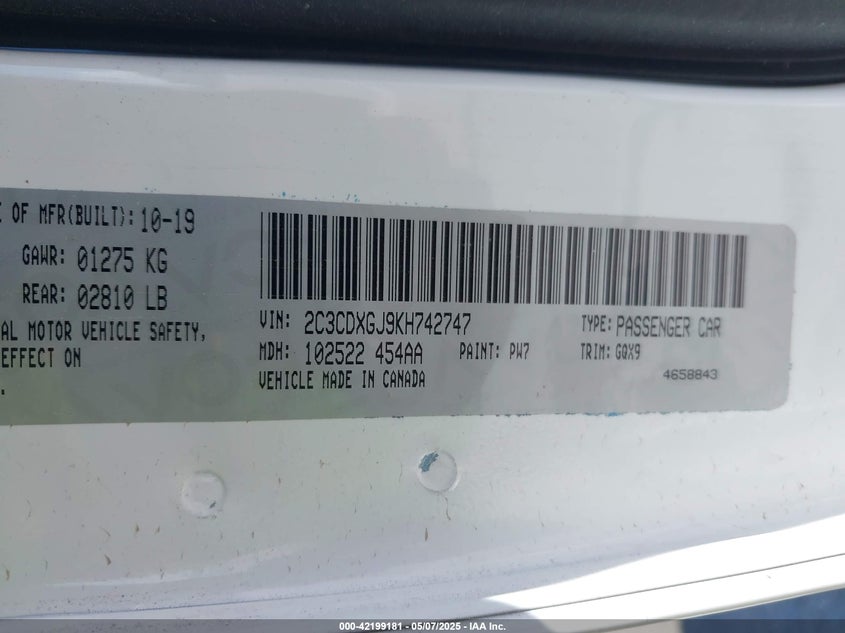 OF MFR(BUILT): 10-19
GAWR: 01275 KG
REAR: 02810 LB
AL MOTOR VEHICLE SAFETY,
EFFECT ON
VIN: 2C3CDXGJ9KH742747
TYPE: PASSENGER CAR
MDH: 102522 454AA
PAINT: PW7
TRIM: GQX9
VEHICLE MADE IN CANADA
4658843
000-42199181 - 05/07/2025 - IAA Inc.